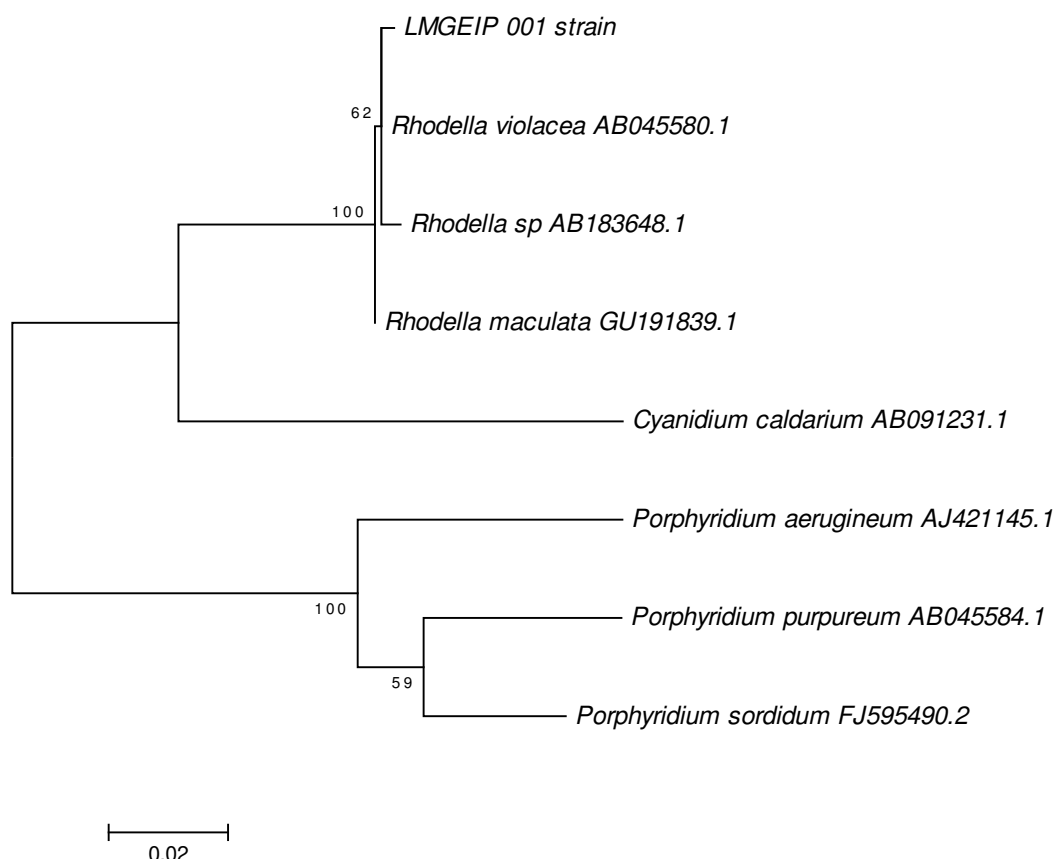 LMGEIP 001 strain
62
Rhodella violacea AB045580.1
100
Rhodella sp AB183648.1
Rhodella maculata GU191839.1
Cyanidium caldarium AB091231.1
Porphyridium aerugineum AJ421145.1
100
Porphyridium purpureum AB045584.1
59
Porphyridium sordidum FJ595490.2
0.02